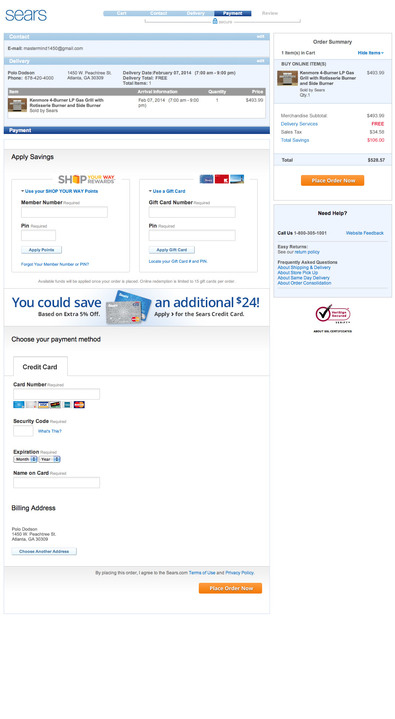 sears
Cart Contact Delivery Payment Review
SECURE
Contact edit
E-mail: mastermind1450@gmail.com
Delivery edit
Polo Dodson
Phone: 678-420-4000
1450 W. Peachtree St.
Atlanta, GA 30309
Delivery Date:February 07, 2014 (7:00 am - 9:00 pm)
Delivery Total: FREE
Total Items: 1
Item Arrival Information Quantity Price
Kenmore 4-Burner LP Gas Grill with
Rotisserie Burner and Side Burner
Sold by Sears
Feb 07, 2014 (7:00 am - 9:00
pm)
1
$493.99
Payment
Apply Savings
SHOP YOUR WAY
REWARDS
Use your SHOP YOUR WAY Points
Member Number Required
Pin Required
Apply Points
Forgot Your Member Number or PIN?
Use a Gift Card
Gift Card Number Required
Pin Required
Apply Gift Card
Locate your Gift Card # and PIN
Available funds will be applied once your order is placed. Online redemption is limited to 15 gift cards per order.
You could save an additional $24!
Based on Extra 5% Off. Apply for the Sears Credit Card.
Choose your payment method
Credit Card
Card Number Required
Security Code Required
What's This?
Expiration Required
Month Year
Name on Card Required
Billing Address
Polo Dodson
1450 W. Peachtree St.
Atlanta, GA 30309
Choose Another Address
By placing this order, I agree to the Sears.com Terms of Use and Privacy Policy
Place Order Now
Order Summary
1 Item(s) in Cart Hide Items
BUY ONLINE ITEM(S)
Kenmore 4-Burner LP Gas
Grill with Rotisserie Burner
and Side Burner
Sold by Sears
Qty.1
$493.99
Merchandise Subtotal $493.99
Delivery Services FREE
Sales Tax $34.58
Total Savings
Total $528.57
Place Order Now
Need Help?
Call Us 1-800-305-1001 Website Feedback
Easy Returns:
See our return policy
Frequently Asked Questions
About Shipping & Delivery
About Store Pick Up
About Same Day Delivery
About Order Consolidation
VeriSign
Secured
VERIFY
ABOUT SSL CERTIFICATES